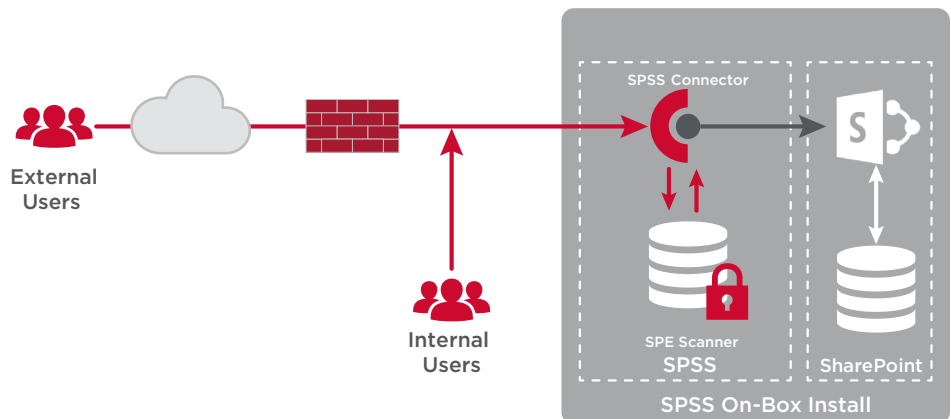 External
Users
Internal
Users
SPSS Connector
SPE Scanner
SPSS
S
SharePoint
SPSS On-Box Install